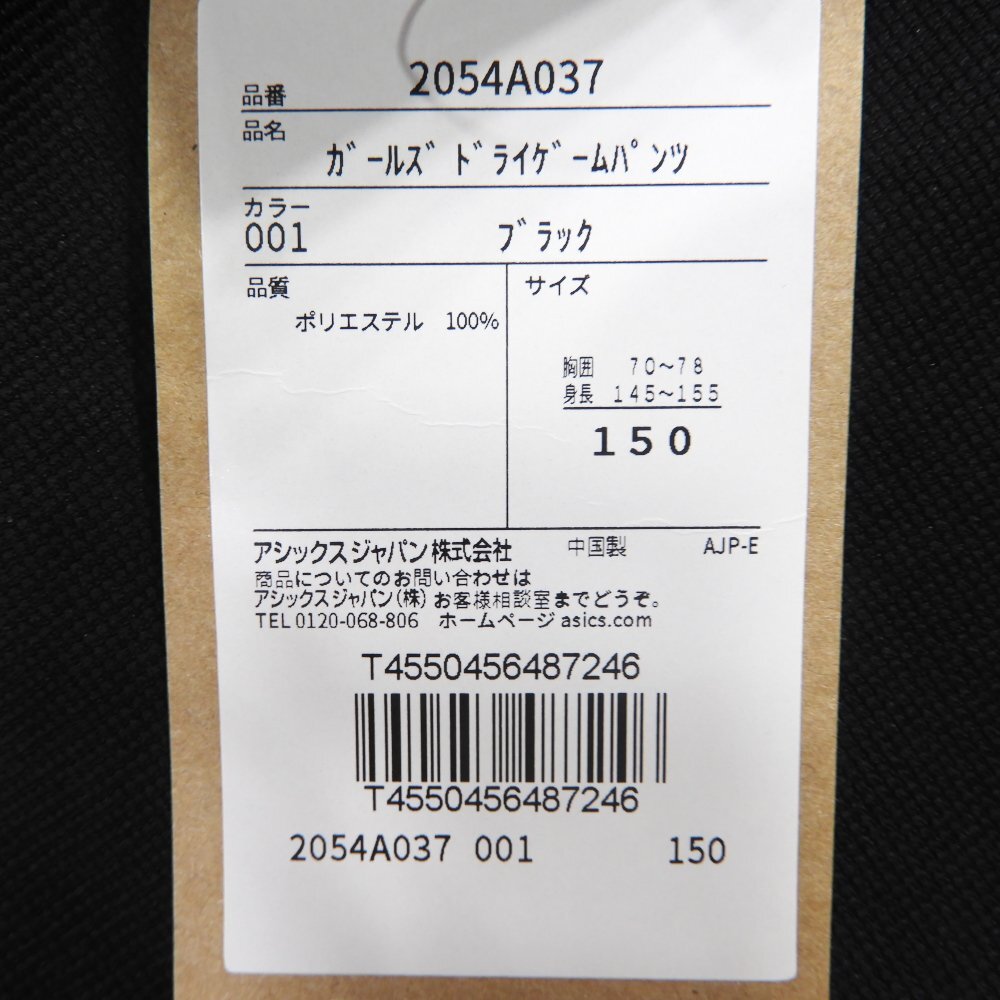 品番 2054A037
品名
ｶﾞｰﾙｽﾞﾄﾞﾗｲｹﾞｰﾑﾊﾟﾝﾂ
カラー
001 ﾌﾞﾗｯｸ
品質 サイズ
ポリエステル 100%
胸囲 70～78
身長 145～155
150
アシックスジャパン株式会社 中国製 AJP-E
商品についてのお問い合わせは
アシックスジャパン(株)お客様相談室までどうぞ。
TEL 0120-068-806 ホームページ asics.com
T4550456487246
T4550456487246
2054A037 001 150